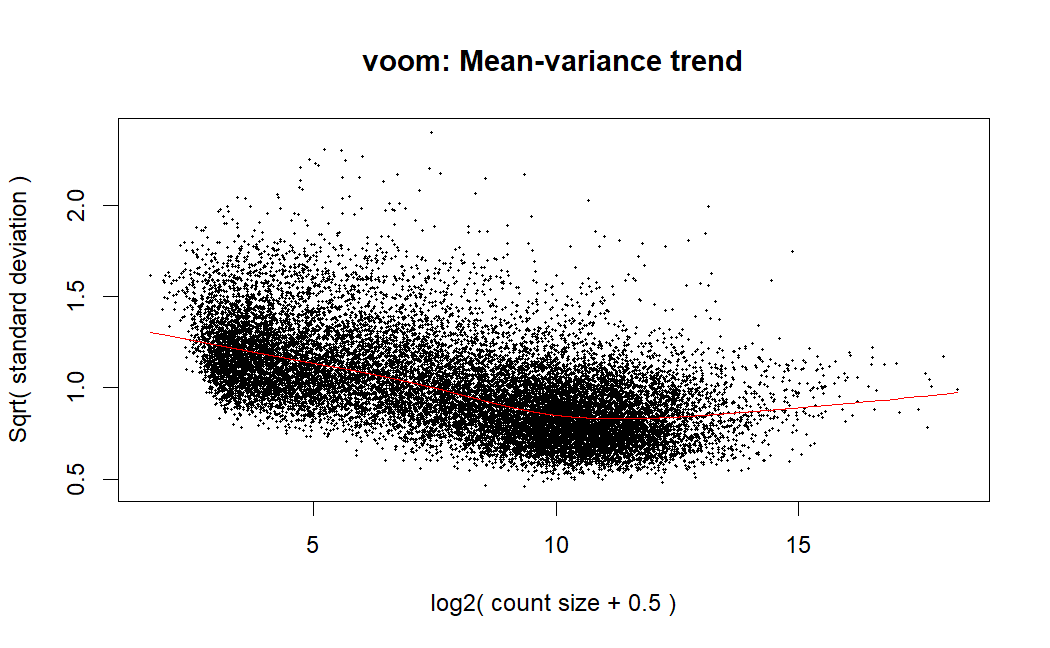 voom: Mean-variance trend
Sqrt( standard deviation )
2.0
1.5
1.0
0.5
5 10 15
log2( count size + 0.5 )